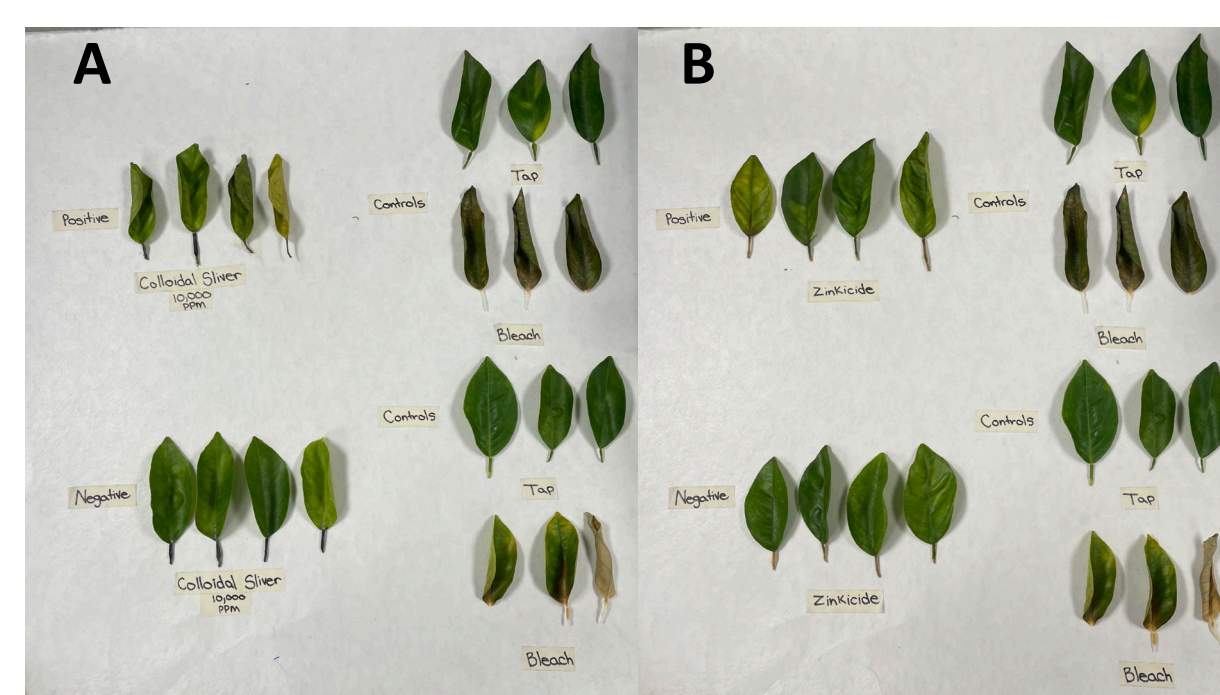 A
Tap
Positive
Controls
Colloidal Sliver
10,000
PPM
Bleach
Controls
Negative
Tap
Colloidal Sliver
10,000
PPM
Bleach
B
Tap
Positive
Controls
Zinkicide
Bleach
Controls
Negative
Tap
Zinkicide
Bleach